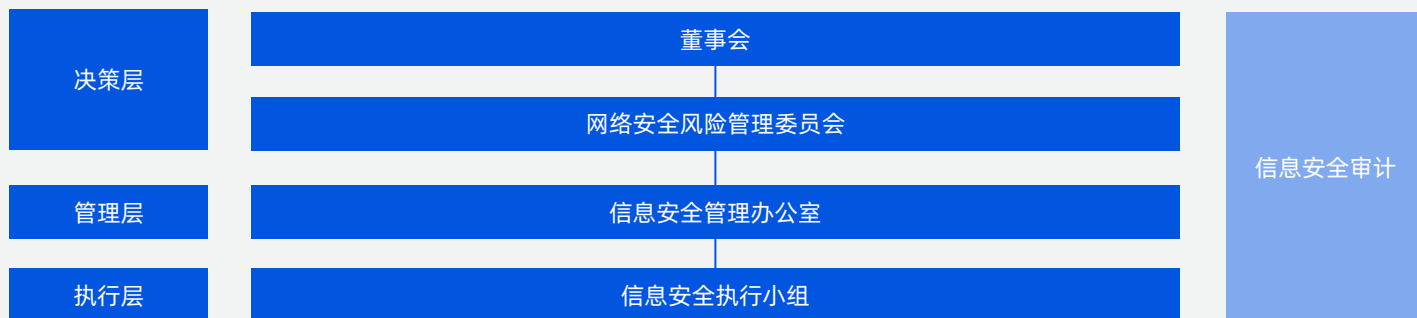 决策层
董事会
网络安全风险管理委员会
管理层
信息安全管理办公室
执行层
信息安全执行小组
信息安全审计